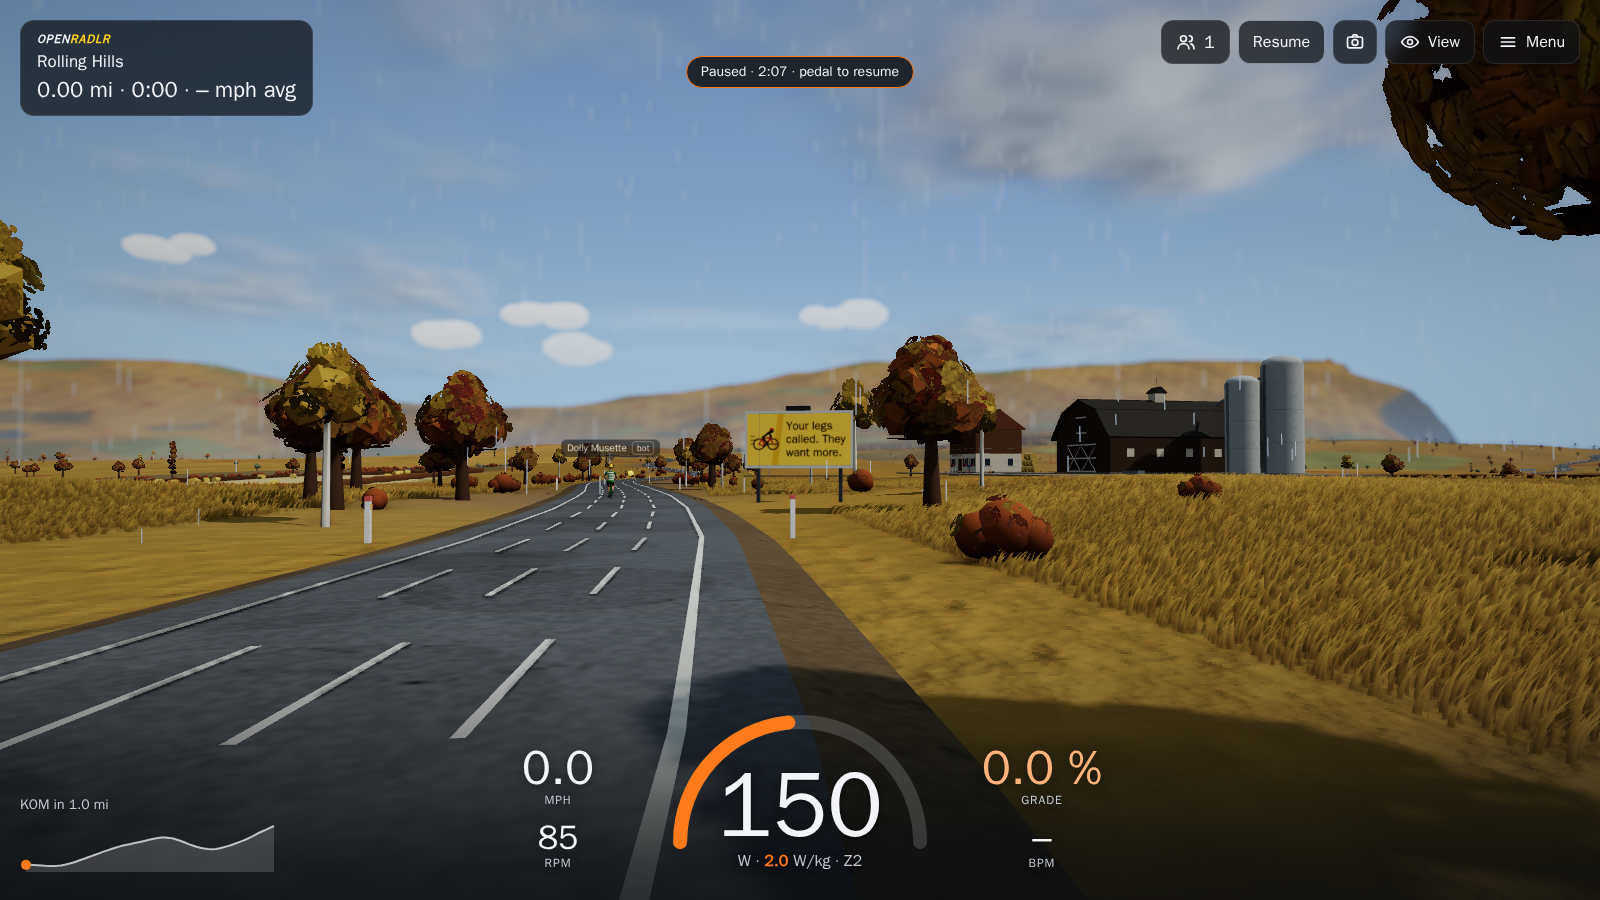 OPENRADLR
Rolling Hills
0.00 mi · 0:00 · – mph avg
Paused · 2:07 · pedal to resume
1
Resume
View
Menu
Dolly Musette bot
Your legs
called. They
want more.
KOM in 1.0 mi
0.0
MPH
85
RPM
150
W · 2.0 W/kg · Z2
0.0 %
GRADE
–
BPM